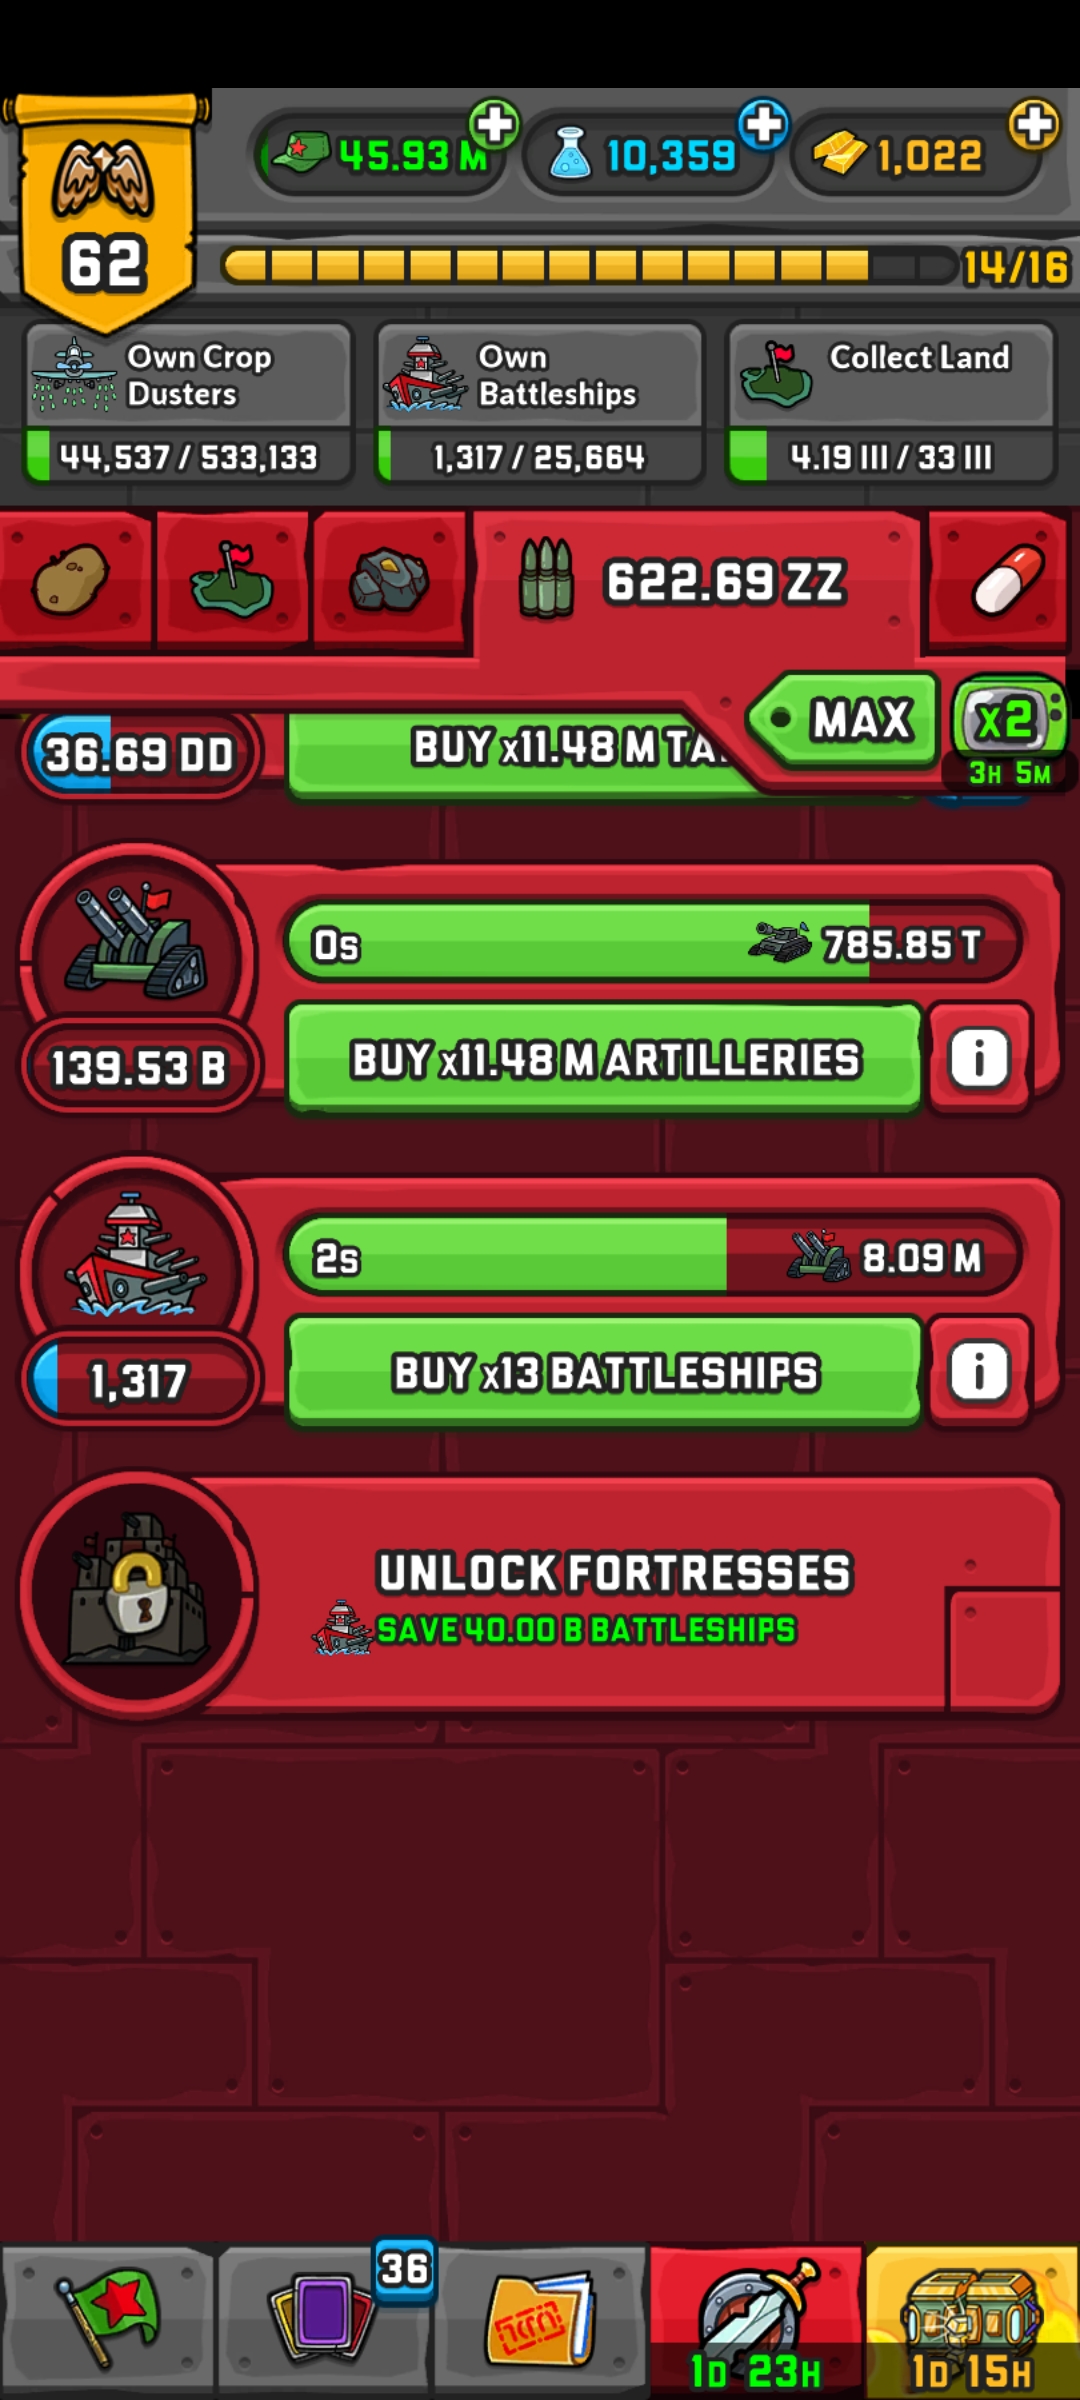 45.93 M
10,359
1,022
62
14/16
Own Crop
Dusters
44,537 / 533,133
Own
Battleships
1,317 / 25,664
Collect Land
4.19 III / 33 III
622.69 ZZ
MAX
x2
3H 5M
36.69 DD
BUY x11.48 M TA
0s
785.85 T
139.53 B
BUY x11.48 M ARTILLERIES
i
2s
8.09 M
1,317
BUY x13 BATTLESHIPS
i
UNLOCK FORTRESSES
SAVE 40.00 B BATTLESHIPS
36
1D 23H
1D 15H